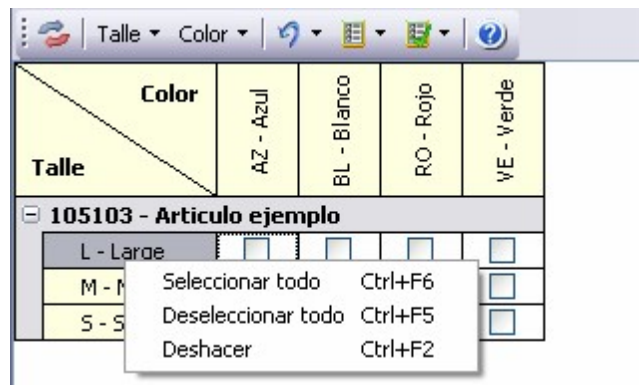 Talle Color
Color
Talle
AZ - Azul
BL - Blanco
RO - Rojo
VE - Verde
105103 - Articulo ejemplo
L - Large
M -
S - S
Seleccionar todo Ctrl+F6
Deseleccionar todo Ctrl+F5
Deshacer Ctrl+F2